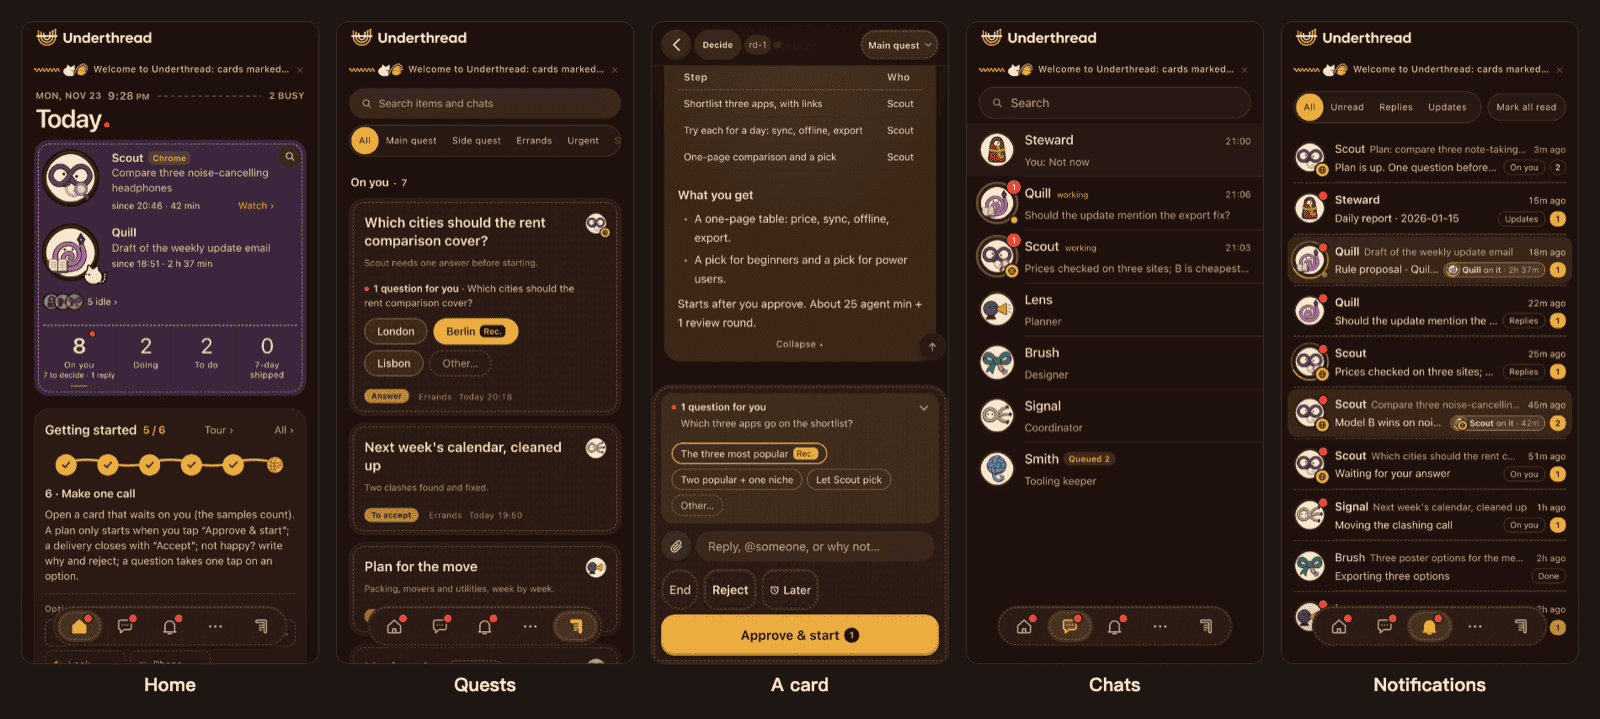 Underthread
Welcome to Underthread: cards marked...
MON, NOV 23 9:28 PM 2 BUSY
Today.
Scout Chrome
Compare three noise-cancelling
headphones
since 20:46 · 42 min Watch ›
Quill
Draft of the weekly update email
since 18:51 · 2 h 37 min
5 idle ›
8 2 2 0
On you Doing To do 7-day
7 to decide · 1 reply shipped
Getting started 5 / 6 Tour › All ›
6 · Make one call
Open a card that waits on you (the samples count).
A plan only starts when you tap “Approve & start”;
a delivery closes with “Accept”; not happy? write
why and reject; a question takes one tap on an
option.
Home
Underthread
Welcome to Underthread: cards marked...
Search items and chats
All Main quest Side quest Errands Urgent S
On you · 7
Which cities should the rent
comparison cover?
Scout needs one answer before starting.
1 question for you · Which cities should the
rent comparison cover?
London Berlin Rec.
Lisbon Other...
Answer Errands Today 20:18
Next week's calendar, cleaned
up
Two clashes found and fixed.
To accept Errands Today 19:50
Plan for the move
Packing, movers and utilities, week by week.
Quests
Decide rd-1 Main quest
Step Who
Shortlist three apps, with links Scout
Try each for a day: sync, offline, export Scout
One-page comparison and a pick Scout
What you get
· A one-page table: price, sync, offline,
export.
· A pick for beginners and a pick for power
users.
Starts after you approve. About 25 agent min +
1 review round.
Collapse
1 question for you
Which three apps go on the shortlist?
The three most popular Rec.
Two popular + one niche Let Scout pick
Other...
Reply, @someone, or why not...
End Reject Later
Approve & start 1
A card
Underthread
Welcome to Underthread: cards marked...
Search
Steward 21:00
You: Not now
1
Quill working 21:06
Should the update mention the export fix?
1
Scout working 21:03
Prices checked on three sites; B is cheapest...
Lens
Planner
Brush
Designer
Signal
Coordinator
Smith Queued 2
Tooling keeper
Chats
Underthread
Welcome to Underthread: cards marked...
All Unread Replies Updates Mark all read
Scout Plan: compare three note-taking... 3m ago
Plan is up. One question before... On you 2
Steward 15m ago
Daily report · 2026-01-15 Updates 1
Quill Draft of the weekly update email 18m ago
Rule proposal · Quil... Quill on it · 2h 37m 1
Quill 22m ago
Should the update mention the ... Replies 1
Scout 25m ago
Prices checked on three sites; ... Replies 1
Scout Compare three noise-cancellin... 45m ago
Model B wins on noi... Scout on it · 42m 2
Scout Which cities should the rent c... 51m ago
Waiting for your answer On you 1
Signal Next week's calendar, cleaned up 1h ago
Moving the clashing call On you 1
Brush Three poster options for the me... 2h ago
Exporting three options Done
2h ago
1
Notifications